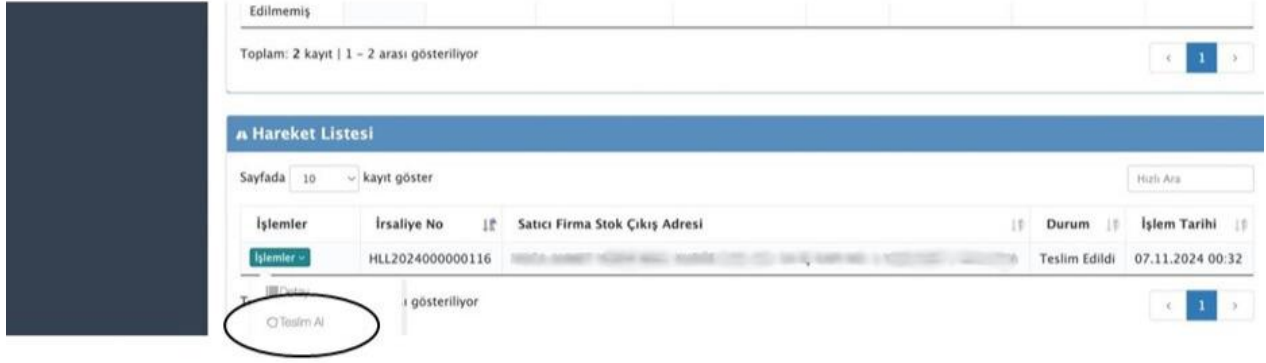 Edilmemiş
Toplam: 2 kayıt | 1 – 2 arası gösteriliyor
‹ 1 ›
Hareket Listesi
Sayfada 10 kayıt göster
Hızlı Ara
İşlemler İrsaliye No Satıcı Firma Stok Çıkış Adresi Durum İşlem Tarihi
İşlemler HLL2024000000116 Teslim Edildi 07.11.2024 00:32
Detay
gösteriliyor
‹ 1 ›
Teslim Al